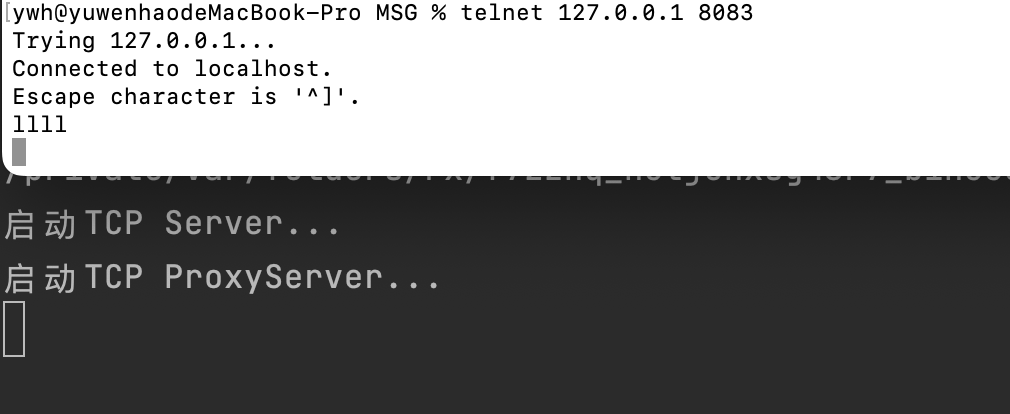 ywh@yuwenhaodeMacBook-Pro MSG % telnet 127.0.0.1 8083
Trying 127.0.0.1...
Connected to localhost.
Escape character is '^]'.
llll
启动TCP Server...
启动TCP ProxyServer...